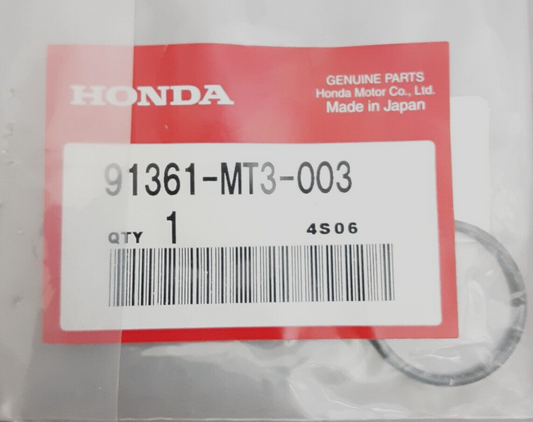 HONDA
GENUINE PARTS
Honda Motor Co., Ltd.
Made in Japan
91361-MT3-003
QTY 1 4S06